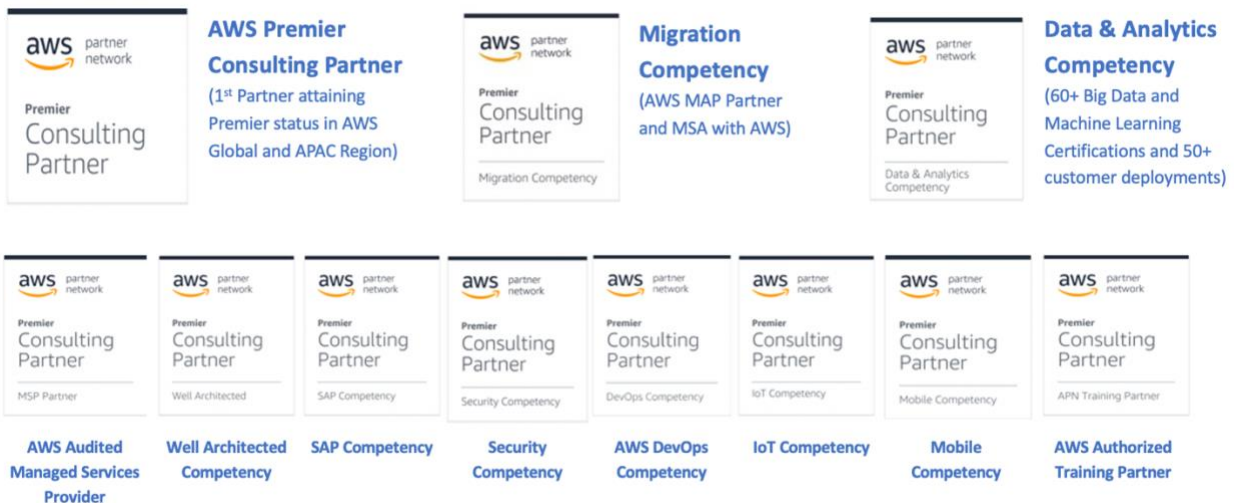 aws partner network
Premier
Consulting
Partner
AWS Premier
Consulting Partner
(1st Partner attaining
Premier status in AWS
Global and APAC Region)
aws partner network
Premier
Consulting
Partner
Migration Competency
Migration
Competency
(AWS MAP Partner
and MSA with AWS)
aws partner network
Premier
Consulting
Partner
Data & Analytics
Competency
Data & Analytics
Competency
(60+ Big Data and
Machine Learning
Certifications and 50+
customer deployments)
aws partner network
Premier
Consulting
Partner
MSP Partner
AWS Audited
Managed Services
Provider
aws partner network
Premier
Consulting
Partner
Well Architected
Well Architected
Competency
aws partner network
Premier
Consulting
Partner
SAP Competency
SAP Competency
aws partner network
Premier
Consulting
Partner
Security Competency
Security
Competency
aws partner network
Premier
Consulting
Partner
DevOps Competency
AWS DevOps
Competency
aws partner network
Premier
Consulting
Partner
IoT Competency
IoT Competency
aws partner network
Premier
Consulting
Partner
Mobile Competency
Mobile
Competency
aws partner network
Premier
Consulting
Partner
APN Training Partner
AWS Authorized
Training Partner